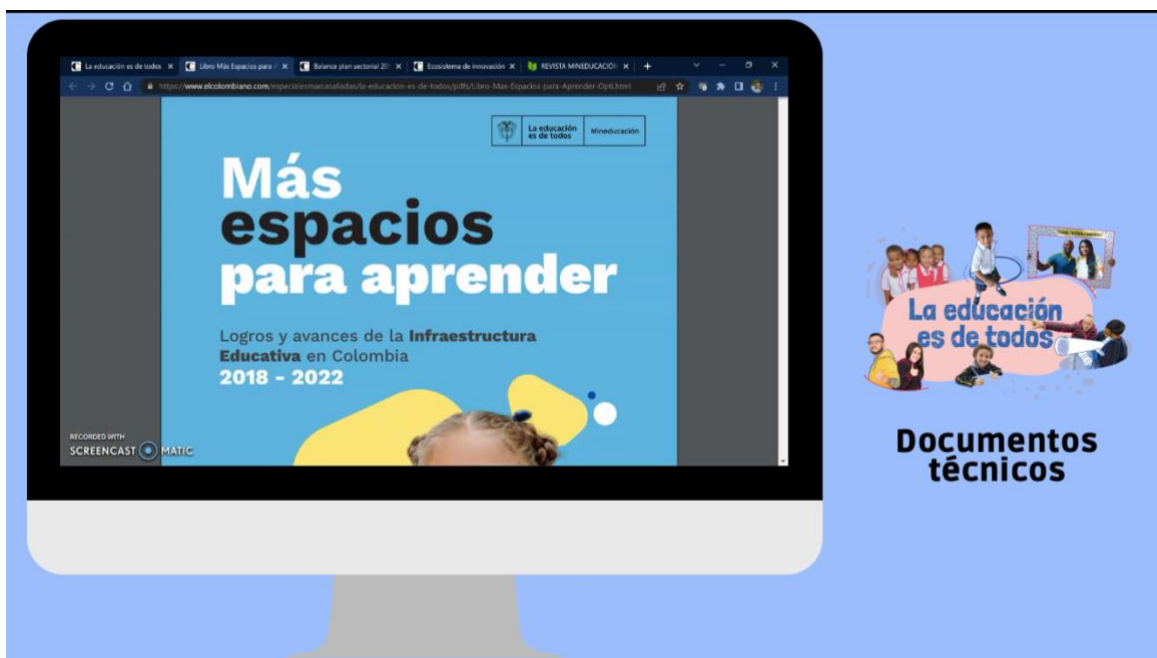 La educación es de todos
Libro Más Espacios para
Balance plan sectorial
Ecosistema de innovación
REVISTA MINEDUCACIÓN
https://www.elcolombiano.com/especialesmarcasaliadas/la-educacion-es-de-todos/pdfs/Libro-Mas-Espacios-para-Aprender-Opti.html
La educación
es de todos
Mineducación
Más
espacios
para aprender
Logros y avances de la Infraestructura
Educativa en Colombia
2018 - 2022
RECORDED WITH
SCREENCAST MATIC
La educación
es de todos
Documentos
técnicos